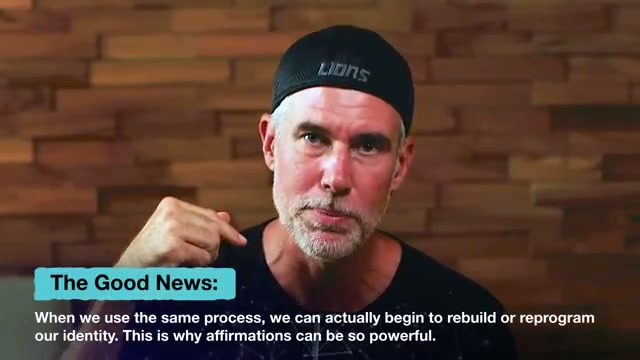 LIONS
The Good News:
When we use the same process, we can actually begin to rebuild or reprogram
our identity. This is why affirmations can be so powerful.